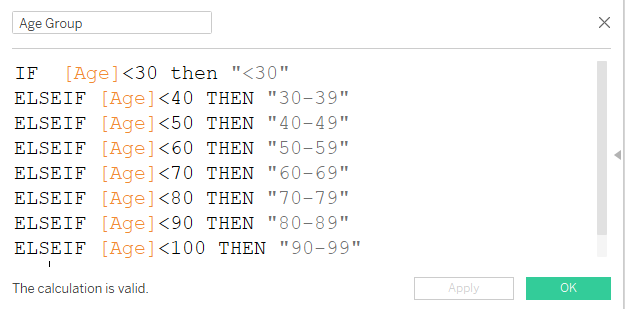 Age Group
IF  [Age]<30 then "<30"
ELSEIF [Age]<40 THEN "30-39"
ELSEIF [Age]<50 THEN "40-49"
ELSEIF [Age]<60 THEN "50-59"
ELSEIF [Age]<70 THEN "60-69"
ELSEIF [Age]<80 THEN "70-79"
ELSEIF [Age]<90 THEN "80-89"
ELSEIF [Age]<100 THEN "90-99"
The calculation is valid. Apply OK